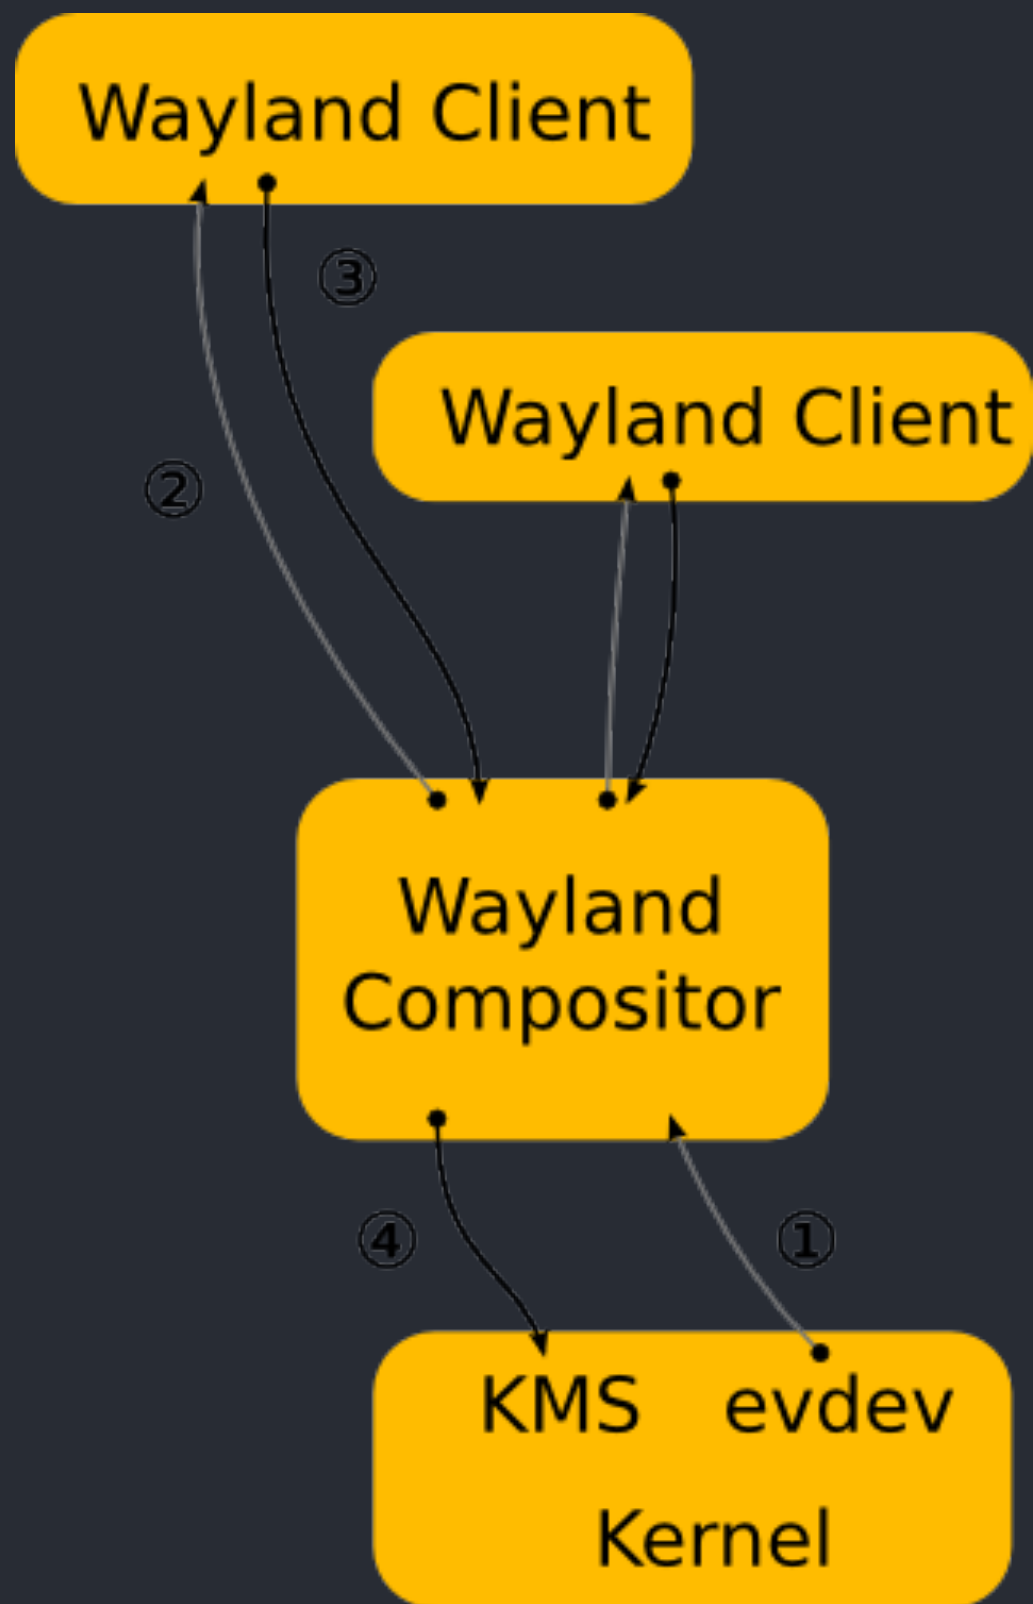 Wayland Client
③
Wayland Client
②
Wayland
Compositor
④ ①
KMS evdev
Kernel